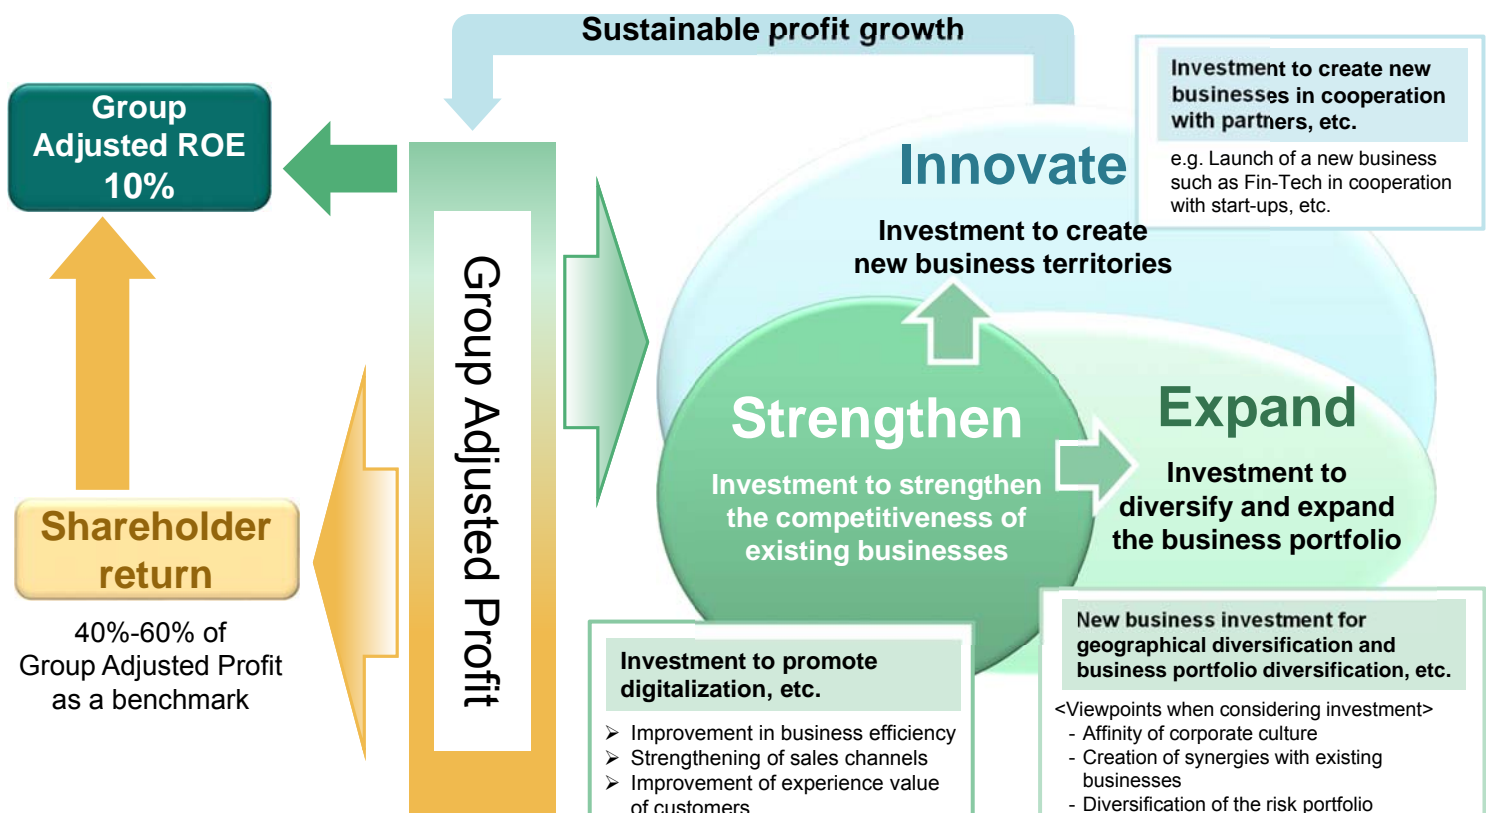 Sustainable profit growth
Group
Adjusted ROE
10%
Shareholder
return
40%-60% of
Group Adjusted Profit
as a benchmark
Group Adjusted Profit
Innovate
Investment to create
new business territories
Investment to create new
businesses in cooperation
with partners, etc.
e.g. Launch of a new business
such as Fin-Tech in cooperation
with start-ups, etc.
Strengthen
Investment to strengthen
the competitiveness of
existing businesses
Expand
Investment to
diversify and expand
the business portfolio
Investment to promote
digitalization, etc.
➢ Improvement in business efficiency
➢ Strengthening of sales channels
➢ Improvement of experience value
of customers
New business investment for
geographical diversification and
business portfolio diversification, etc.
<Viewpoints when considering investment>
- Affinity of corporate culture
- Creation of synergies with existing
businesses
- Diversification of the risk portfolio